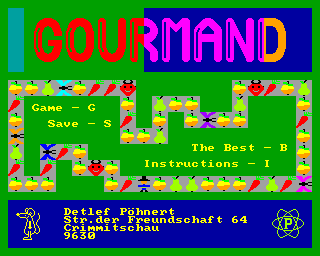 GOURMAND
Game - G
Save - S
The Best - B
Instructions - I
Detlef Pöhnert
Str.der Freundschaft 64
Crimmitschau
9630
P